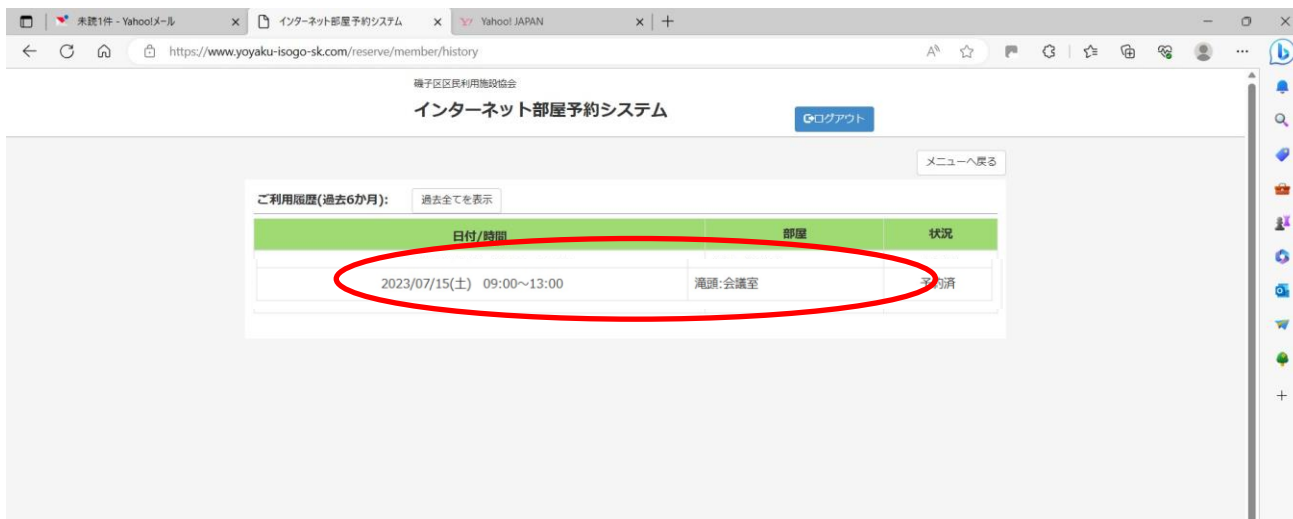 未読1件 - Yahoo!メール
インターネット部屋予約システム
Yahoo! JAPAN
https://www.yoyaku-isogo-sk.com/reserve/member/history
磯子区区民利用施設協会
インターネット部屋予約システム
ログアウト
メニューへ戻る
ご利用履歴(過去6か月): 過去全てを表示
日付/時間 部屋 状況
2023/07/15(土) 09:00~13:00 滝頭:会議室 予約済